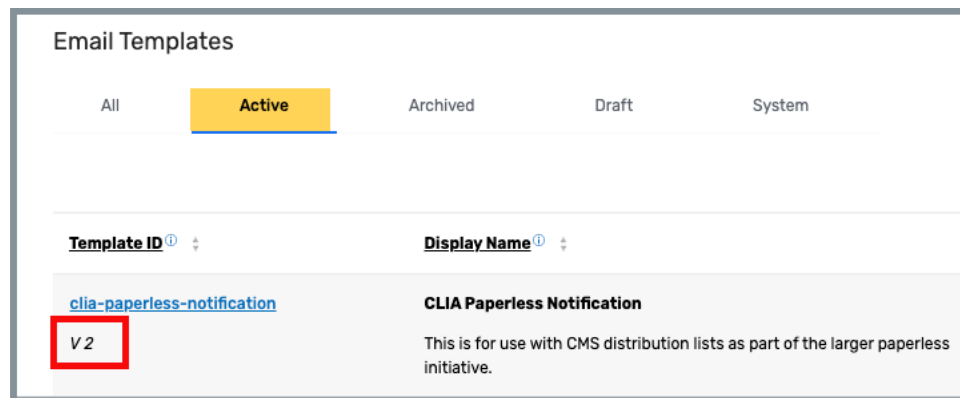 Email Templates
All Active Archived Draft System
Template ID Display Name
clia-paperless-notification CLIA Paperless Notification
V 2 This is for use with CMS distribution lists as part of the larger paperless
initiative.